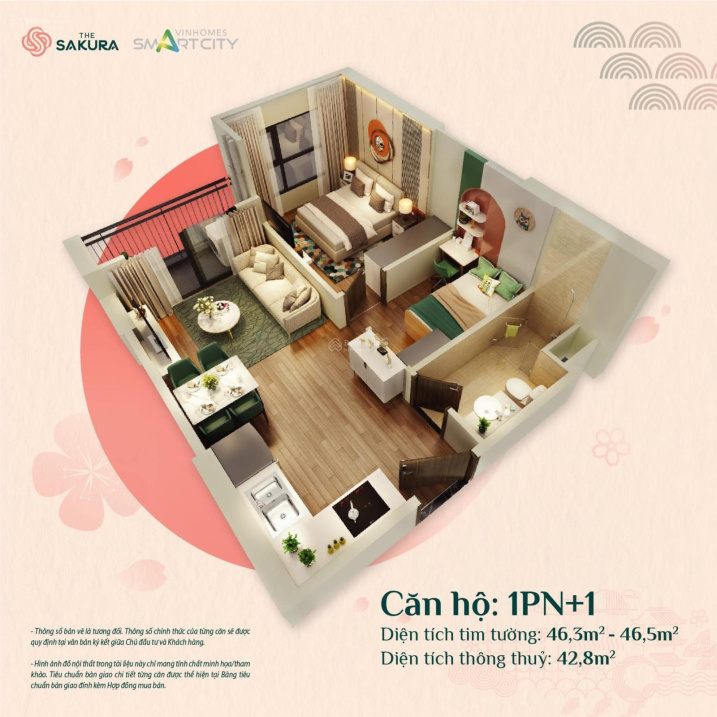 THE
SAKURA
VINHOMES
SMARTCITY
Căn hộ: 1PN+1
Diện tích tim tường: 46,3m² - 46,5m²
Diện tích thông thuỷ: 42,8m²
- Thông số bản vẽ là tương đối. Thông số chính thức của từng căn sẽ được
quy định tại văn bản ký kết giữa Chủ đầu tư và Khách hàng.
- Hình ảnh đồ nội thất trong tài liệu này chỉ mang tính chất minh họa/tham
khảo. Tiêu chuẩn bàn giao chi tiết từng căn được thể hiện tại Bảng tiêu
chuẩn bàn giao đính kèm Hợp đồng mua bán.